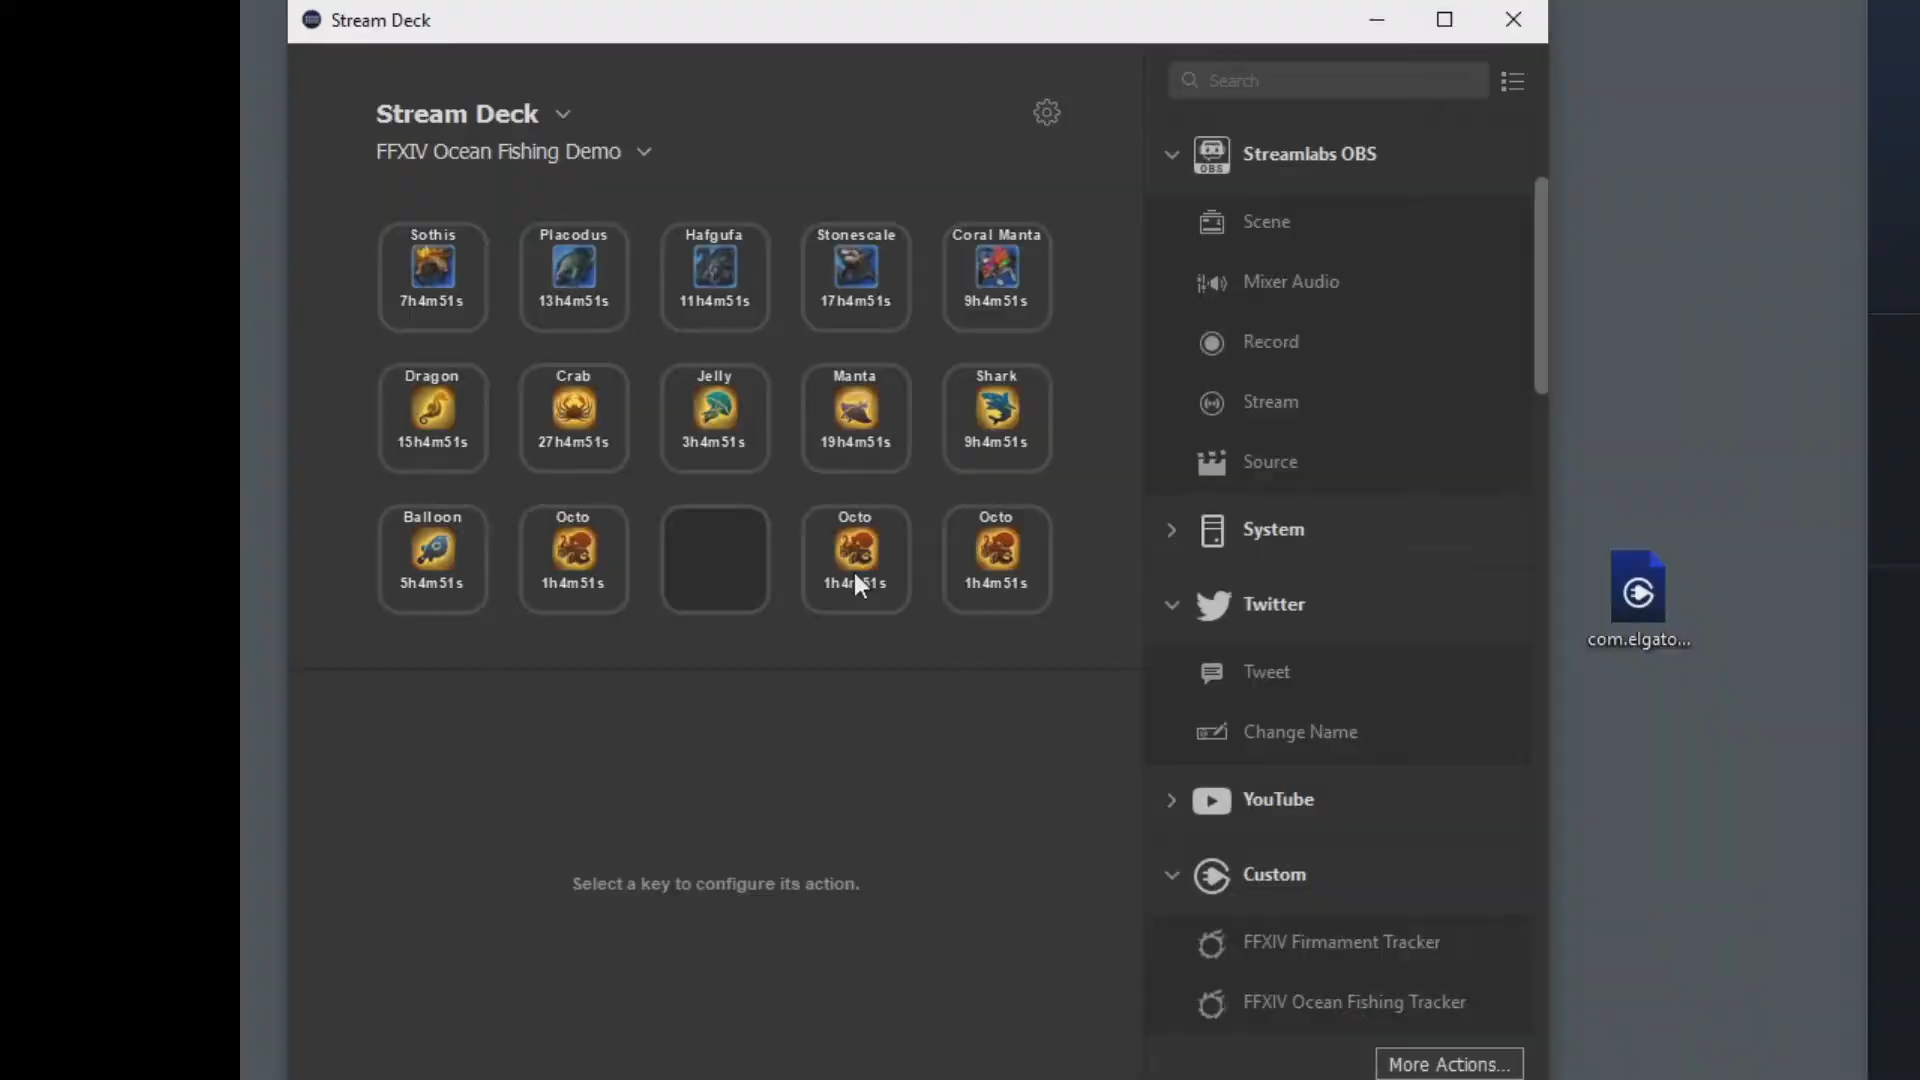 Stream Deck
Search
Stream Deck
FFXIV Ocean Fishing Demo
OBS
Streamlabs OBS
Scene
Mixer Audio
Record
Stream
Source
System
Twitter
Tweet
Change Name
YouTube
Custom
FFXIV Firmament Tracker
FFXIV Ocean Fishing Tracker
More Actions...
Sothis Placodus Hafgufa Stonescale Coral Manta
7h4m51s 13h4m51s 11h4m51s 17h4m51s 9h4m51s
Dragon Crab Jelly Manta Shark
15h4m51s 27h4m51s 3h4m51s 19h4m51s 9h4m51s
Balloon Octo Octo Octo
5h4m51s 1h4m51s 1h4m51s 1h4m51s
Select a key to configure its action.
com.elgato...